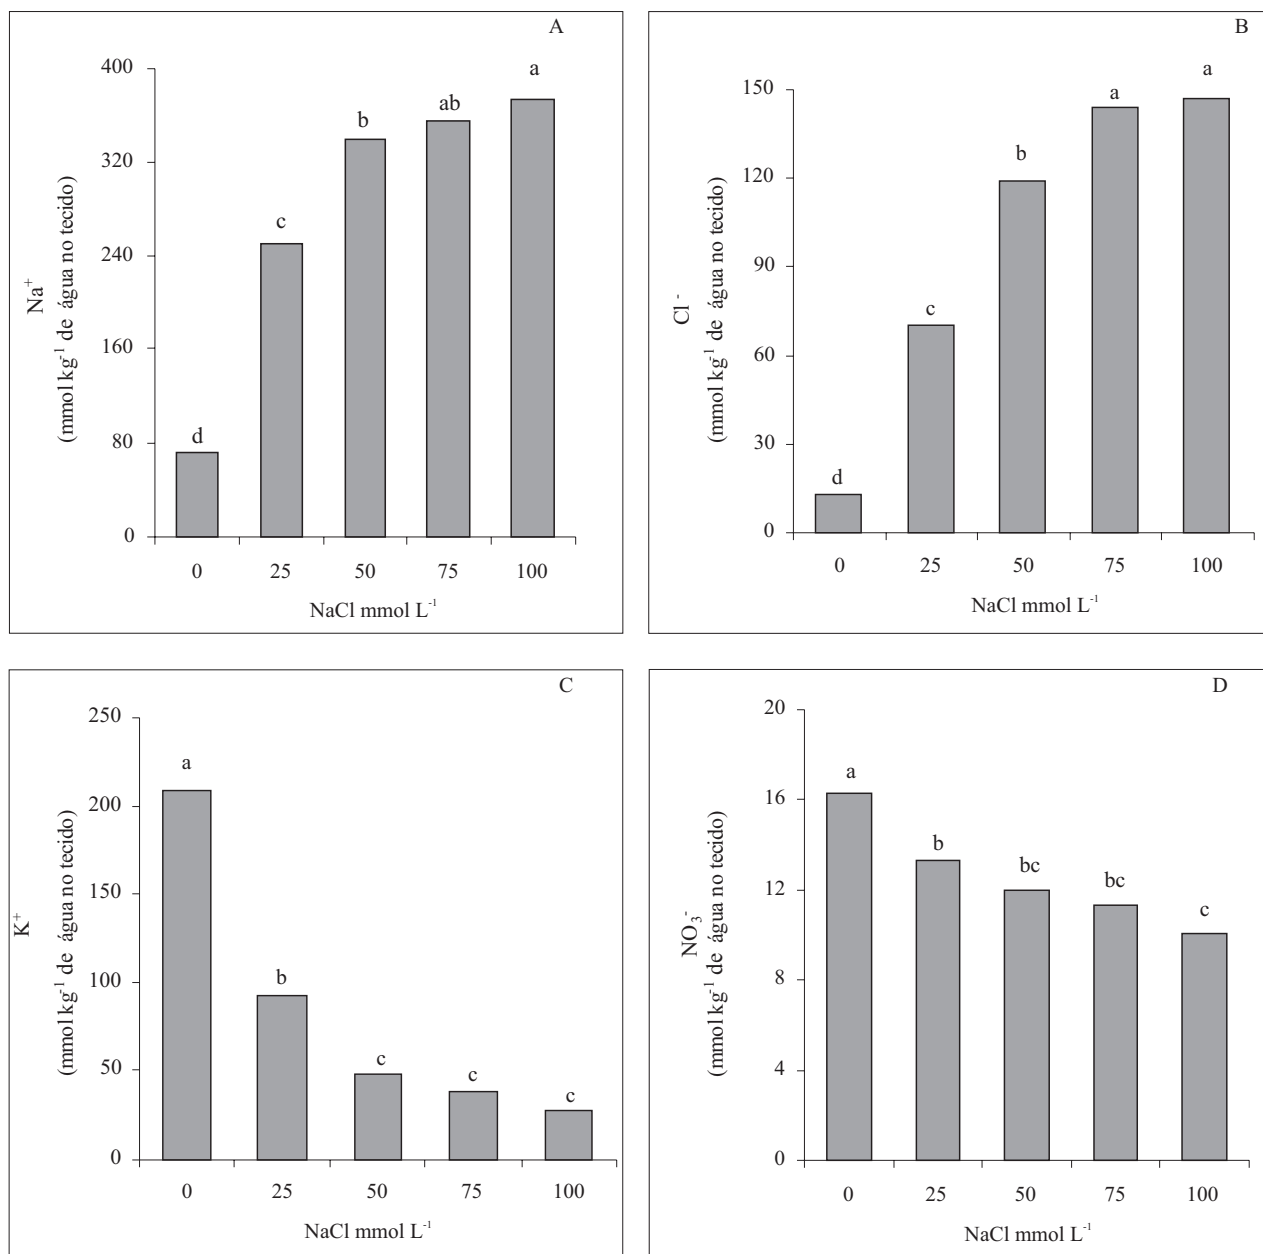 A
400
320
240
160
80
0
d
c
b
ab
a
0 25 50 75 100
NaCl mmol L⁻¹
Na⁺
(mmol kg⁻¹ de água no tecido)
B
150
120
90
60
30
0
d
c
b
a
a
0 25 50 75 100
NaCl mmol L⁻¹
Cl⁻
(mmol kg⁻¹ de água no tecido)
C
250
200
150
100
50
0
a
b
c
c
c
0 25 50 75 100
NaCl mmol L⁻¹
K⁺
(mmol kg⁻¹ de água no tecido)
D
20
16
12
8
4
0
a
b
bc
bc
c
0 25 50 75 100
NaCl mmol L⁻¹
NO₃⁻
(mmol kg⁻¹ de água no tecido)